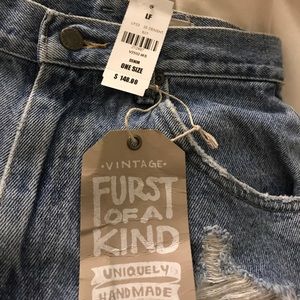 LF
DENIM
ONE SIZE
$ 148.00
• VINTAGE •
FURST
OF A
KIND
UNIQUELY
HANDMADE